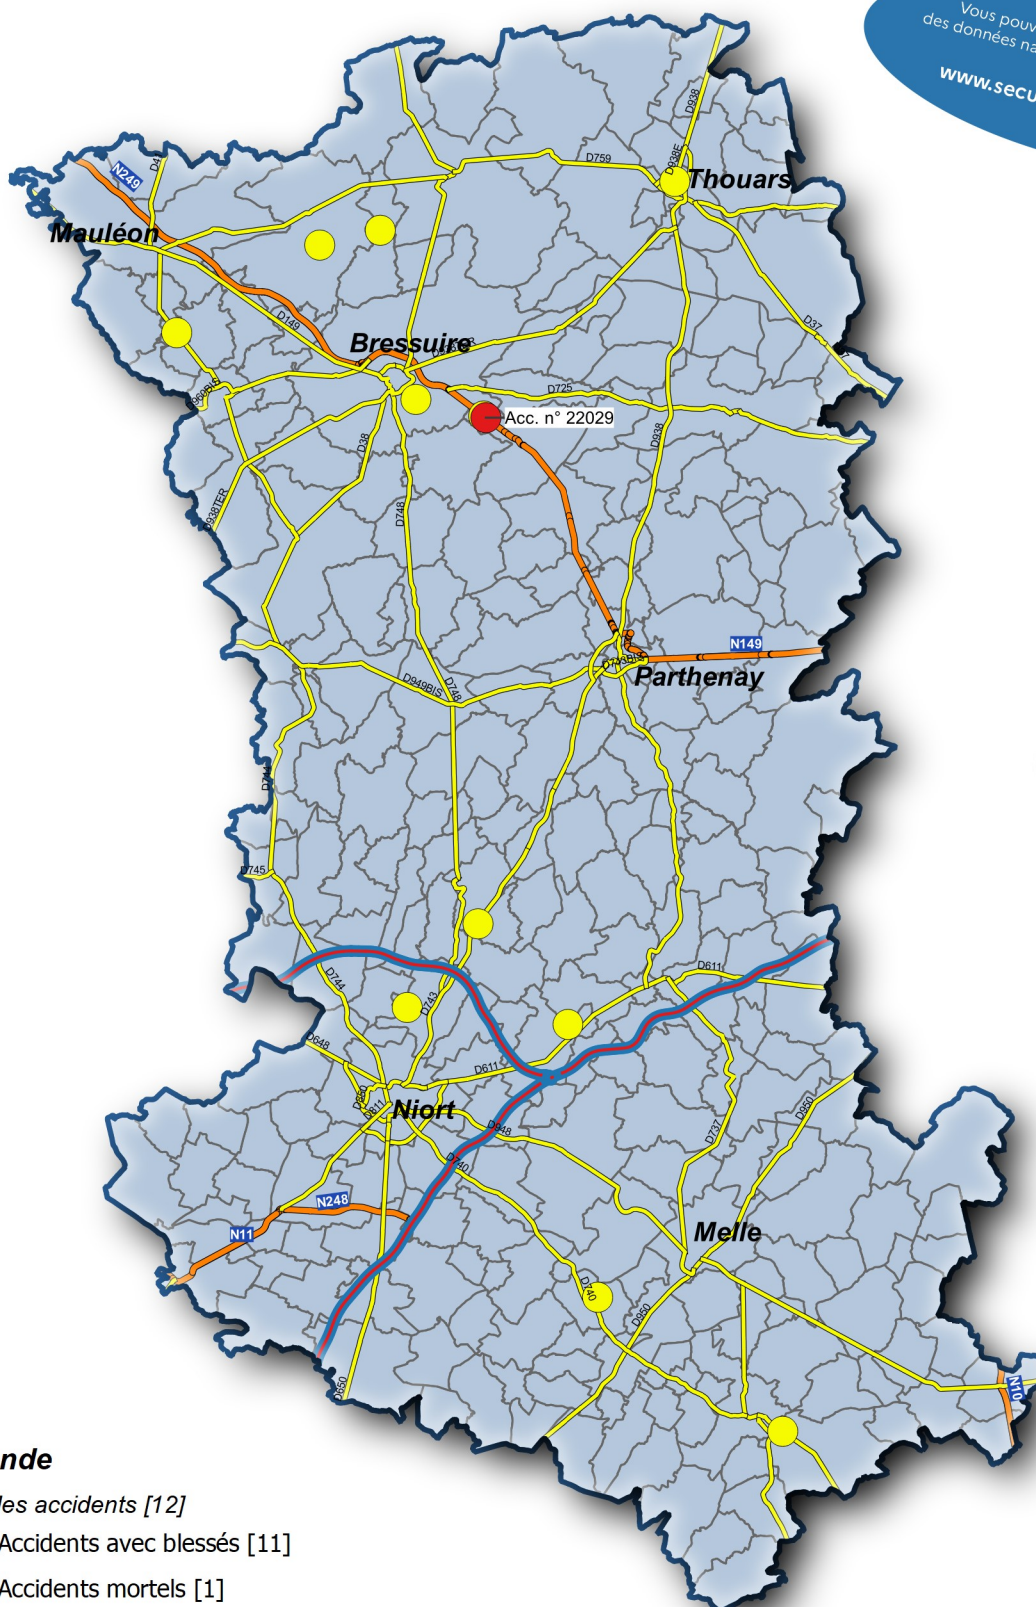 Vous pouv
des données na
www.secu
D938
D759
D938E
Thouars
N249
D4
Mauléon
D149
D37
Bressuire
D725
D960BIS
Acc. n° 22029
D38
D938
D748
D938TER
N149
D743BIS
Parthenay
D949BIS
D748
D744
D745
D744
D743
D611
D648
D611
D811
Niort
D948
D950
D737
D740
N248
N11
Melle
D740
D950
D650
N10
nde
les accidents [12]
Accidents avec blessés [11]
Accidents mortels [1]